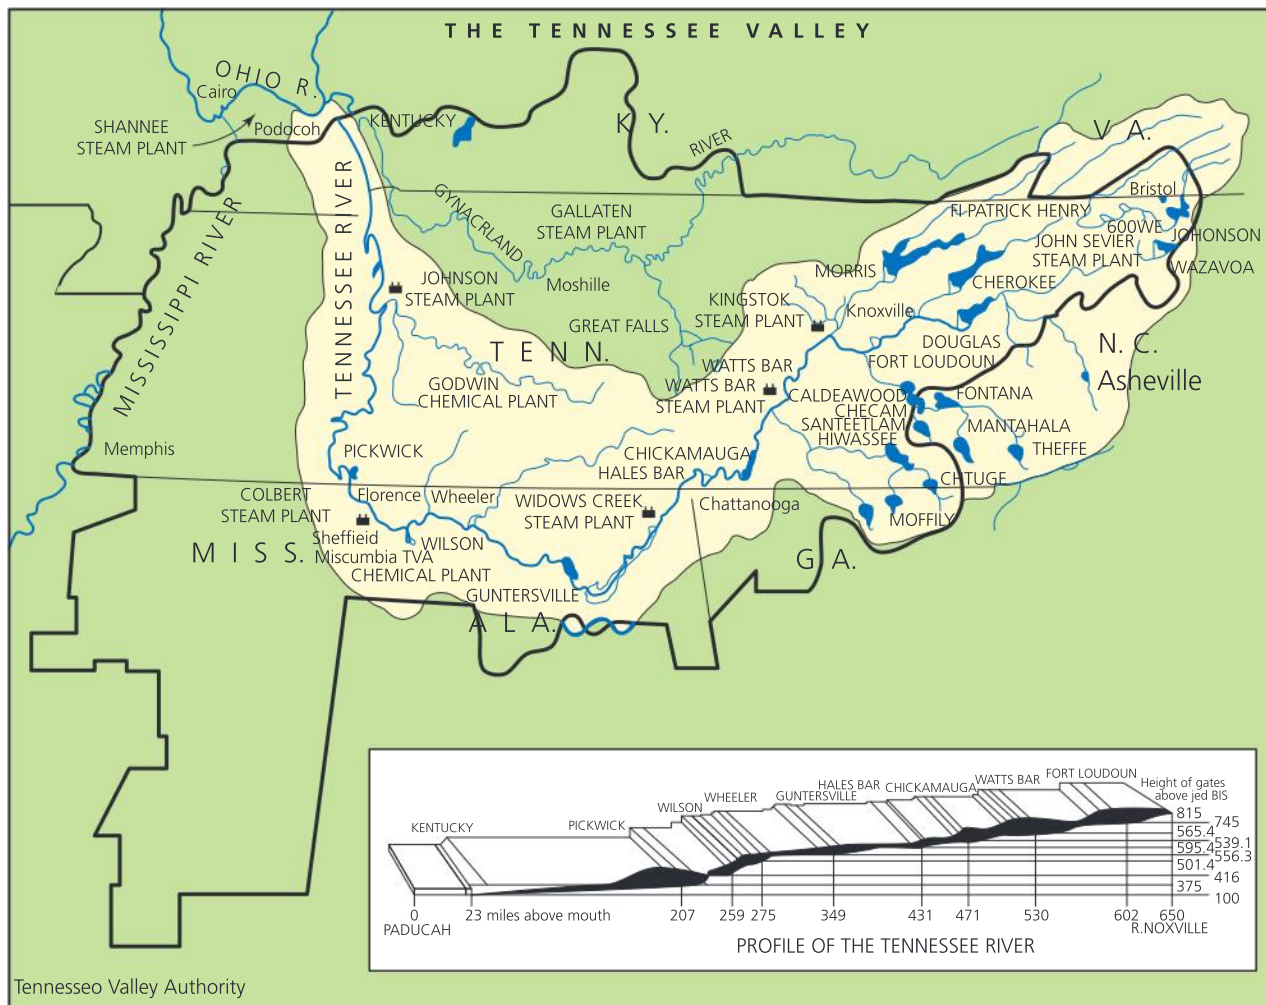 THE TENNESSEE VALLEY
OHIO R.
Cairo
SHANNEE
STEAM PLANT
Podocoh
KENTUCKY
K Y.
V A.
RIVER
MISSISSIPPI RIVER
TENNESSEE RIVER
GYNACRLAND
GALLATEN
STEAM PLANT
Moshille
GREAT FALLS
JOHNSON
STEAM PLANT
T E N N.
GODWIN
CHEMICAL PLANT
Bristol
FI PATRICK HENRY
600WE
JOHN SEVIER
STEAM PLANT
JOHONSON
WAZAVOA
MORRIS
CHEROKEE
KINGSTOK
STEAM PLANT
Knoxville
DOUGLAS
FORT LOUDOUN
N. C.
Asheville
WATTS BAR
WATTS BAR
STEAM PLANT
CALDEAWOOD
CHECAM
SANTEETLAM
HIWASSEE
FONTANA
MANTAHALA
THEFFE
CHTUGE
MOFFILY
Memphis
PICKWICK
CHICKAMAUGA
HALES BAR
COLBERT
STEAM PLANT
Florence
Wheeler
WIDOWS CREEK
STEAM PLANT
Chattanooga
Sheffieid
Miscumbia TVA
CHEMICAL PLANT
WILSON
M I S S.
GUNTERSVILLE
A L A.
G A.
KENTUCKY
PICKWICK
WILSON
WHEELER
GUNTERSVILLE
HALES BAR
CHICKAMAUGA
WATTS BAR
FORT LOUDOUN
Height of gates
above jed BIS
815
745
565.4
539.1
595.4
556.3
501.4
416
375
100
0
23 miles above mouth
207
259
275
349
431
471
530
602
650
PADUCAH
R.NOXVILLE
PROFILE OF THE TENNESSEE RIVER
Tennesseo Valley Authority